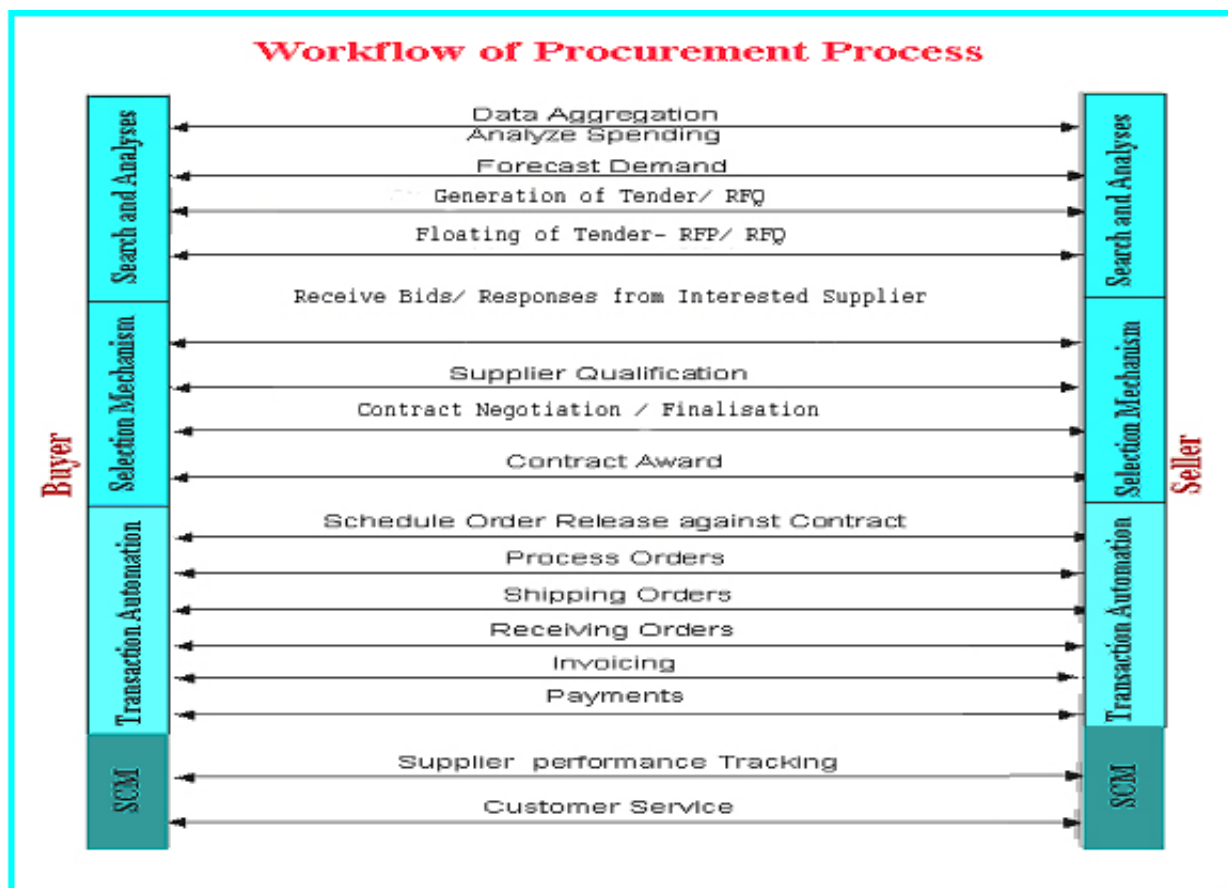 Workflow of Procurement Process
Data Aggregation
Analyze Spending
Forecast Demand
Generation of Tender/ RFQ
Floating of Tender- RFP/ RFQ
Receive Bids/ Responses from Interested Supplier
Supplier Qualification
Contract Negotiation / Finalisation
Contract Award
Schedule Order Release against Contract
Process Orders
Shipping Orders
Receiving Orders
Invoicing
Payments
Supplier performance Tracking
Customer Service
Buyer
Search and Analyses
Selection Mechanism
Transaction Automation
SCM
Search and Analyses
Selection Mechanism
Transaction Automation
SCM
Seller